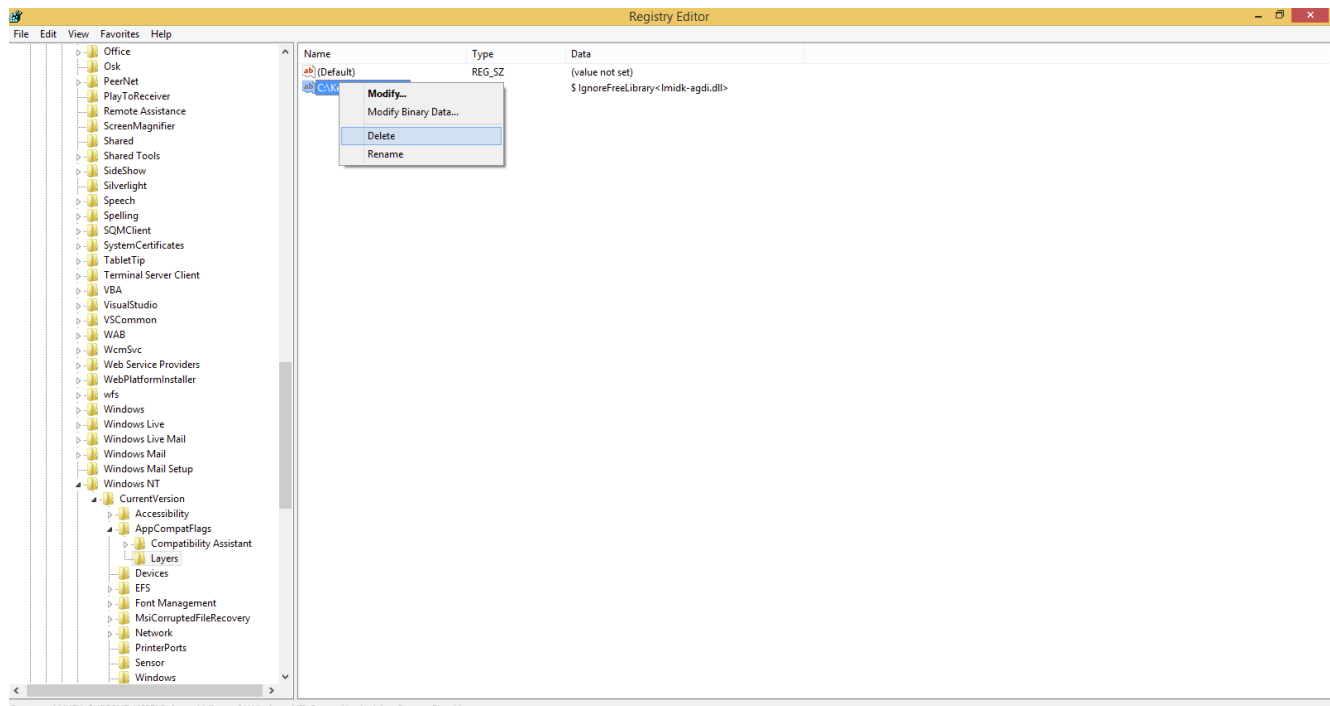 Registry Editor
File Edit View Favorites Help
Office
Osk
PeerNet
PlayToReceiver
Remote Assistance
ScreenMagnifier
Shared
Shared Tools
SideShow
Silverlight
Speech
Spelling
SQMClient
SystemCertificates
TabletTip
Terminal Server Client
VBA
VisualStudio
VSCommon
WAB
WcmSvc
Web Service Providers
WebPlatformInstaller
wfs
Windows
Windows Live
Windows Live Mail
Windows Mail
Windows Mail Setup
Windows NT
CurrentVersion
Accessibility
AppCompatFlags
Compatibility Assistant
Layers
Devices
EFS
Font Management
MsiCorruptedFileRecovery
Network
PrinterPorts
Sensor
Windows
Name Type Data
ab (Default) REG_SZ (value not set)
ab $ IgnoreFreeLibrary<lmidk-agdi.dll>
Modify...
Modify Binary Data...
Delete
Rename